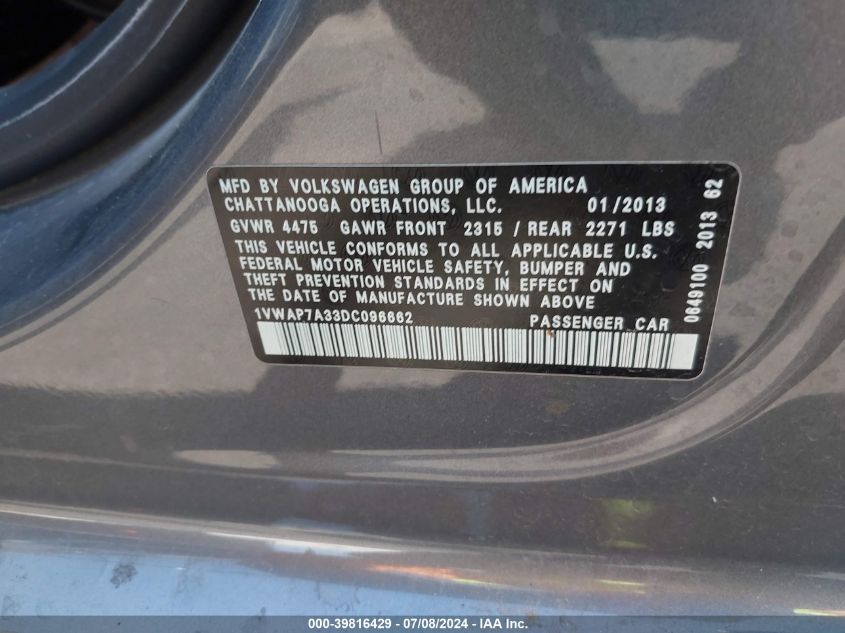 MFD BY VOLKSWAGEN GROUP OF AMERICA
CHATTANOOGA OPERATIONS, LLC. 01/2013
GVWR 4475 GAWR FRONT 2315 / REAR 2271 LBS
THIS VEHICLE CONFORMS TO ALL APPLICABLE U.S.
FEDERAL MOTOR VEHICLE SAFETY, BUMPER AND
THEFT PREVENTION STANDARDS IN EFFECT ON
THE DATE OF MANUFACTURE SHOWN ABOVE
1VWAP7A33DC096662 PASSENGER CAR
0649100 2013 62
000-39816429 - 07/08/2024 - IAA Inc.